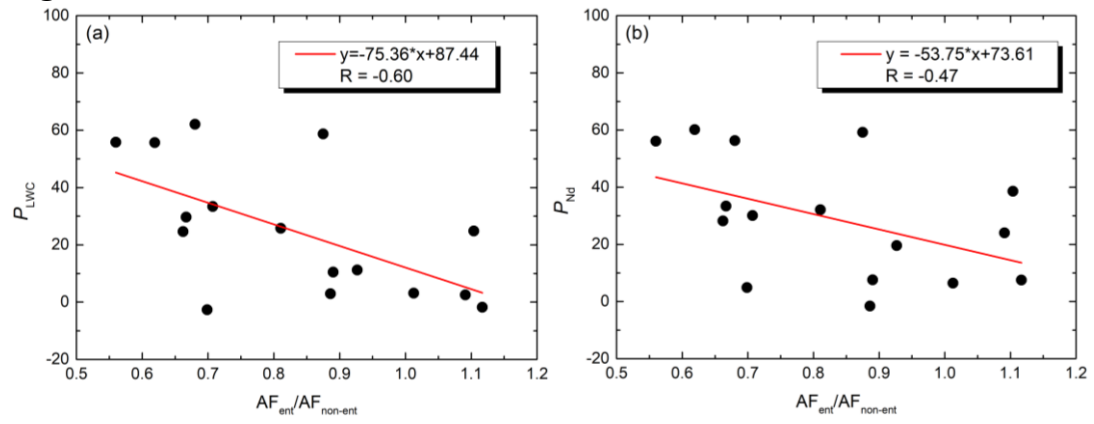 (a)
y=-75.36*x+87.44
R = -0.60
100
80
60
40
20
0
-20
P_LWC
0.5 0.6 0.7 0.8 0.9 1.0 1.1 1.2
AF_ent/AF_non-ent
(b)
y = -53.75*x+73.61
R = -0.47
100
80
60
40
20
0
-20
P_Nd
0.5 0.6 0.7 0.8 0.9 1.0 1.1 1.2
AF_ent/AF_non-ent